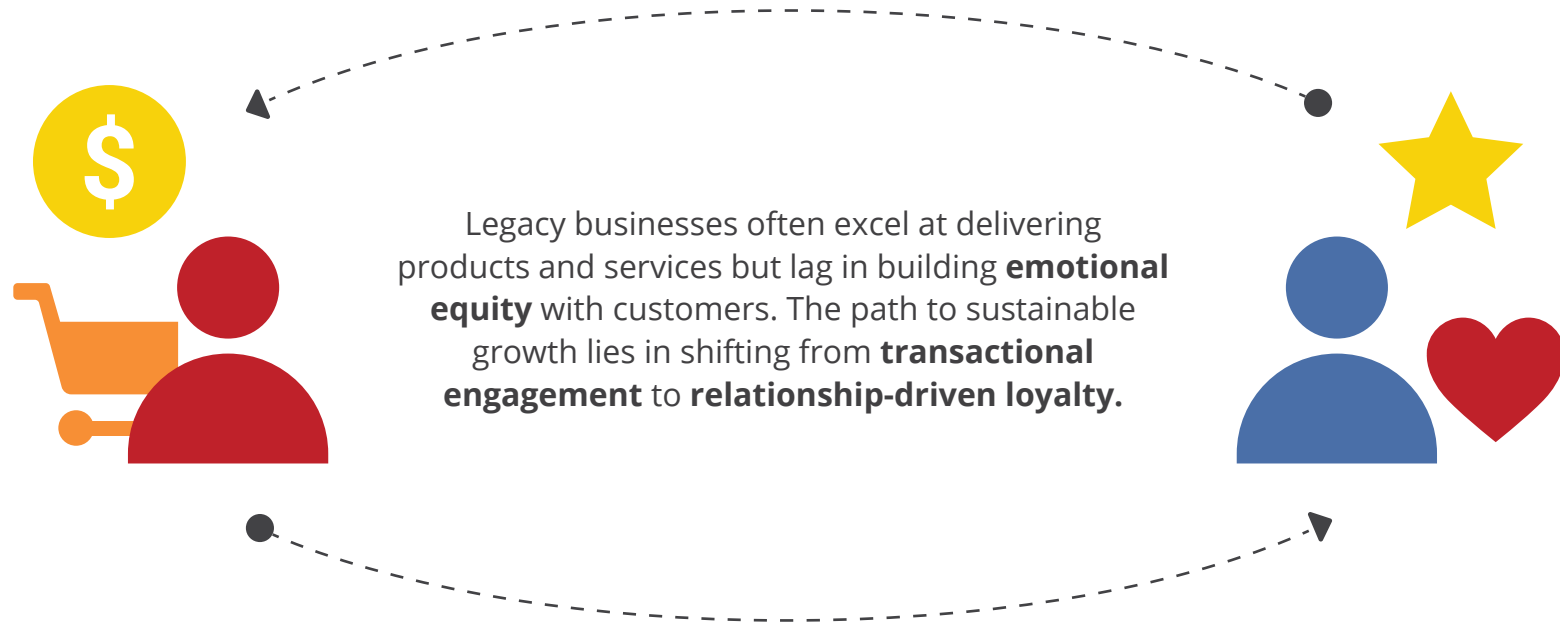 $
Legacy businesses often excel at delivering
products and services but lag in building emotional
equity with customers. The path to sustainable
growth lies in shifting from transactional
engagement to relationship-driven loyalty.